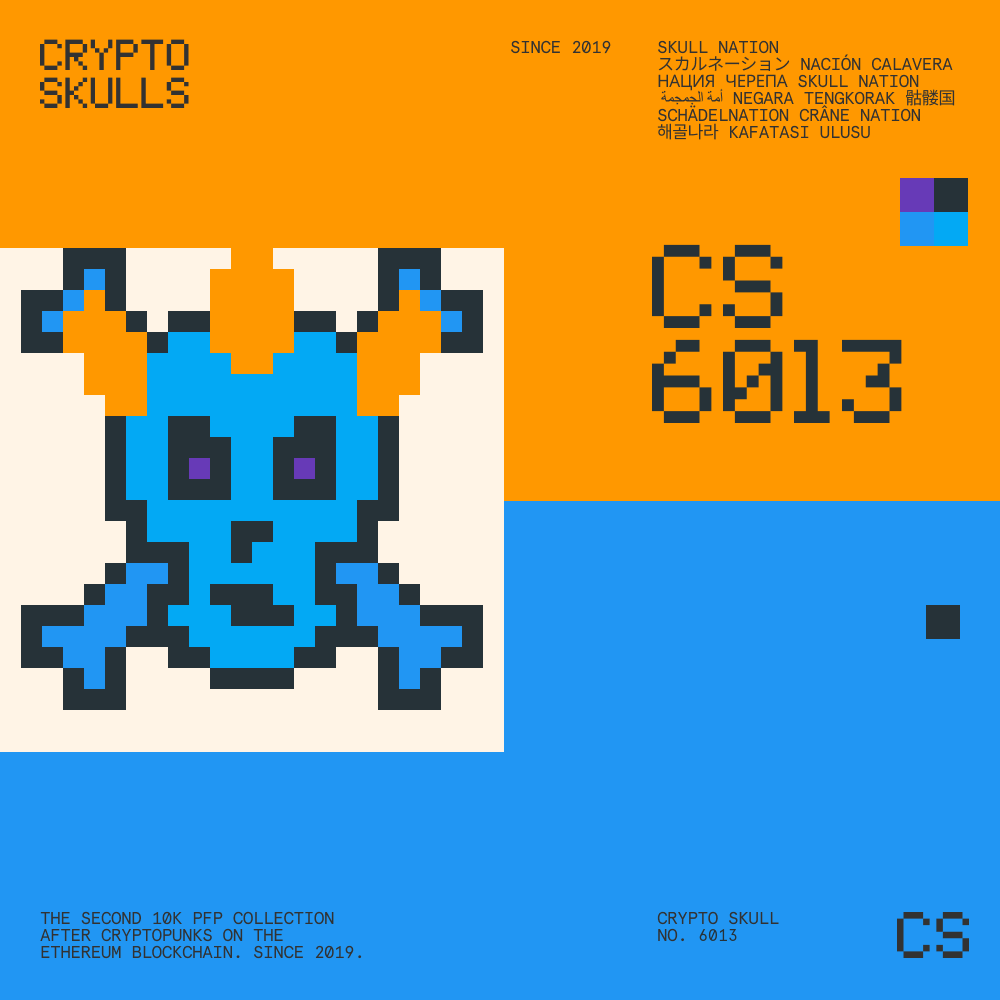 CRYPTO
SKULLS
SINCE 2019
SKULL NATION
スカルネーション NACIÓN CALAVERA
НАЦИЯ ЧЕРЕПА SKULL NATION
أمة الجمجمة NEGARA TENGKORAK 骷髅国
SCHÄDELNATION CRÂNE NATION
해골나라 KAFATASI ULUSU
CS
6013
THE SECOND 10K PFP COLLECTION
AFTER CRYPTOPUNKS ON THE
ETHEREUM BLOCKCHAIN. SINCE 2019.
CRYPTO SKULL
NO. 6013
CS